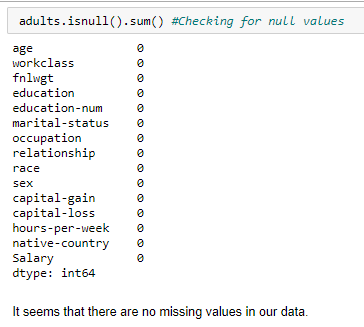 adults.isnull().sum() #Checking for null values
age 0
workclass 0
fnlwgt 0
education 0
education-num 0
marital-status 0
occupation 0
relationship 0
race 0
sex 0
capital-gain 0
capital-loss 0
hours-per-week 0
native-country 0
Salary 0
dtype: int64
It seems that there are no missing values in our data.